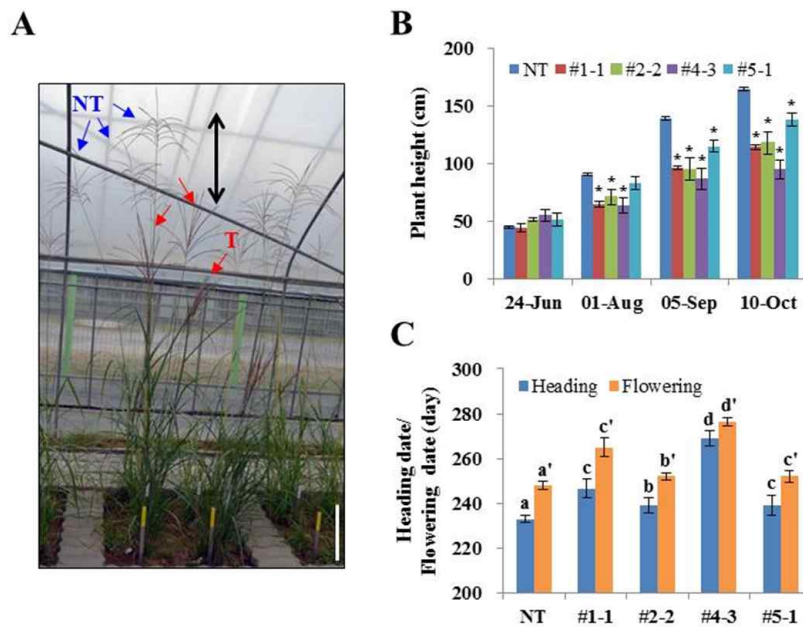 A
NT
T
B
Plant height (cm)
200
150
100
50
0
NT #1-1 #2-2 #4-3 #5-1
* * *
* * * *
* * * *
24-Jun 01-Aug 05-Sep 10-Oct
C
Heading date/
Flowering date (day)
300
280
260
240
220
200
Heading Flowering
a a' c c' b b' d d' c c'
NT #1-1 #2-2 #4-3 #5-1